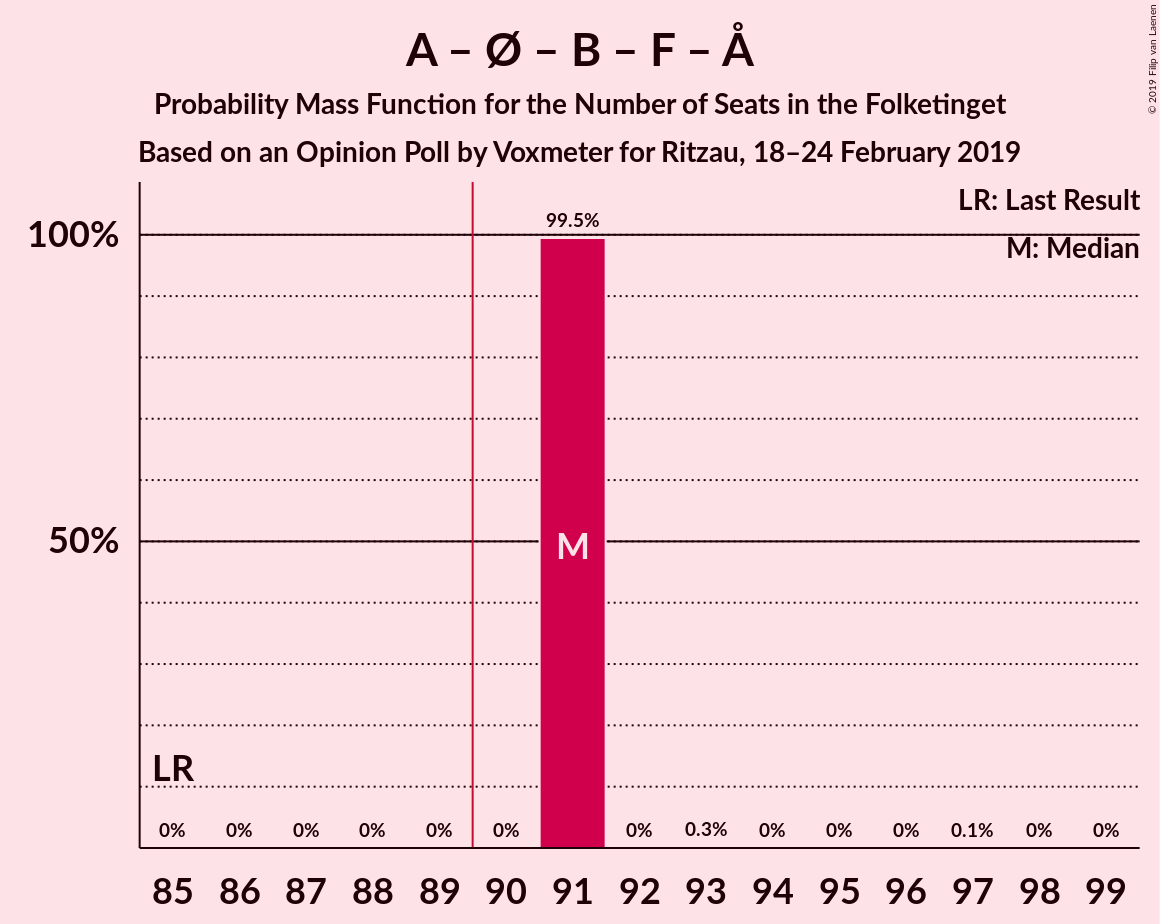 A – Ø – B – F – Å
Probability Mass Function for the Number of Seats in the Folketinget
Based on an Opinion Poll by Voxmeter for Ritzau, 18–24 February 2019
© 2019 Filip van Laenen
LR: Last Result
M: Median
100%
50%
99.5%
M
LR
0% 0% 0% 0% 0% 0% 0% 0.3% 0% 0% 0% 0.1% 0% 0%
85 86 87 88 89 90 91 92 93 94 95 96 97 98 99